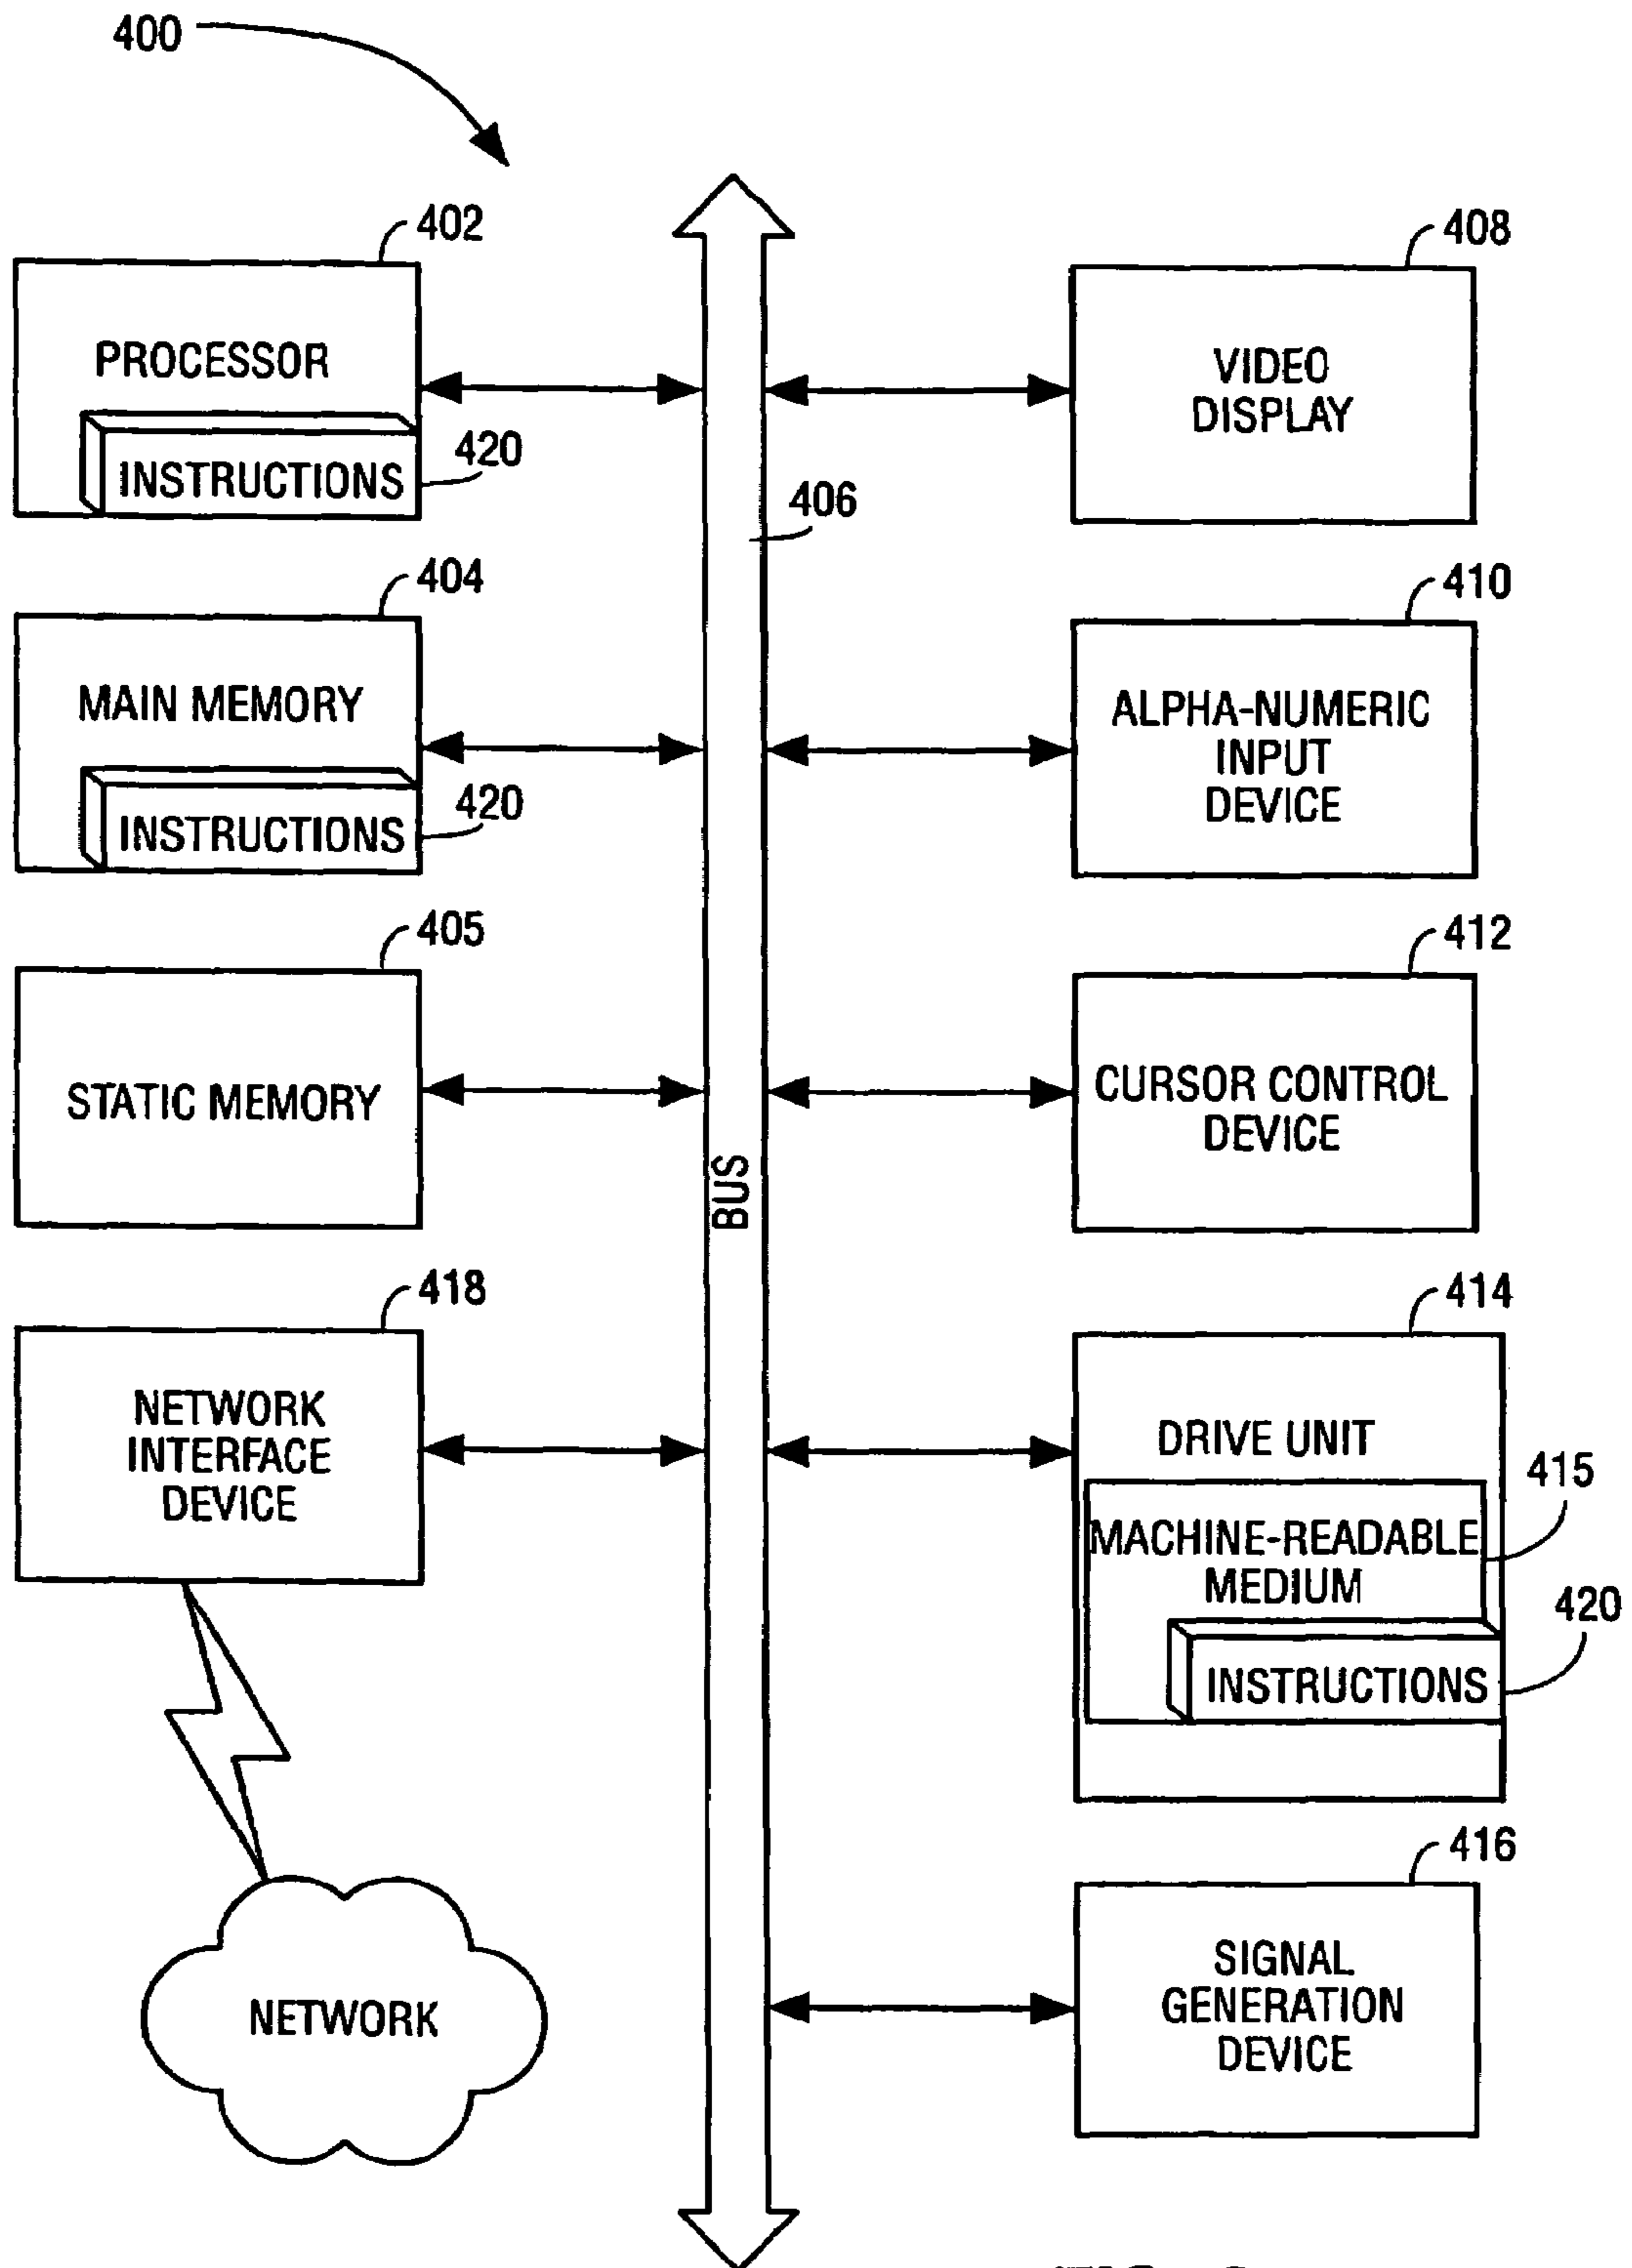 400
402
PROCESSOR
INSTRUCTIONS
420
404
MAIN MEMORY
INSTRUCTIONS
420
405
STATIC MEMORY
418
NETWORK
INTERFACE
DEVICE
NETWORK
406
BUS
408
VIDEO
DISPLAY
410
ALPHA-NUMERIC
INPUT
DEVICE
412
CURSOR CONTROL
DEVICE
414
DRIVE UNIT
415
MACHINE-READABLE
MEDIUM
420
INSTRUCTIONS
416
SIGNAL
GENERATION
DEVICE